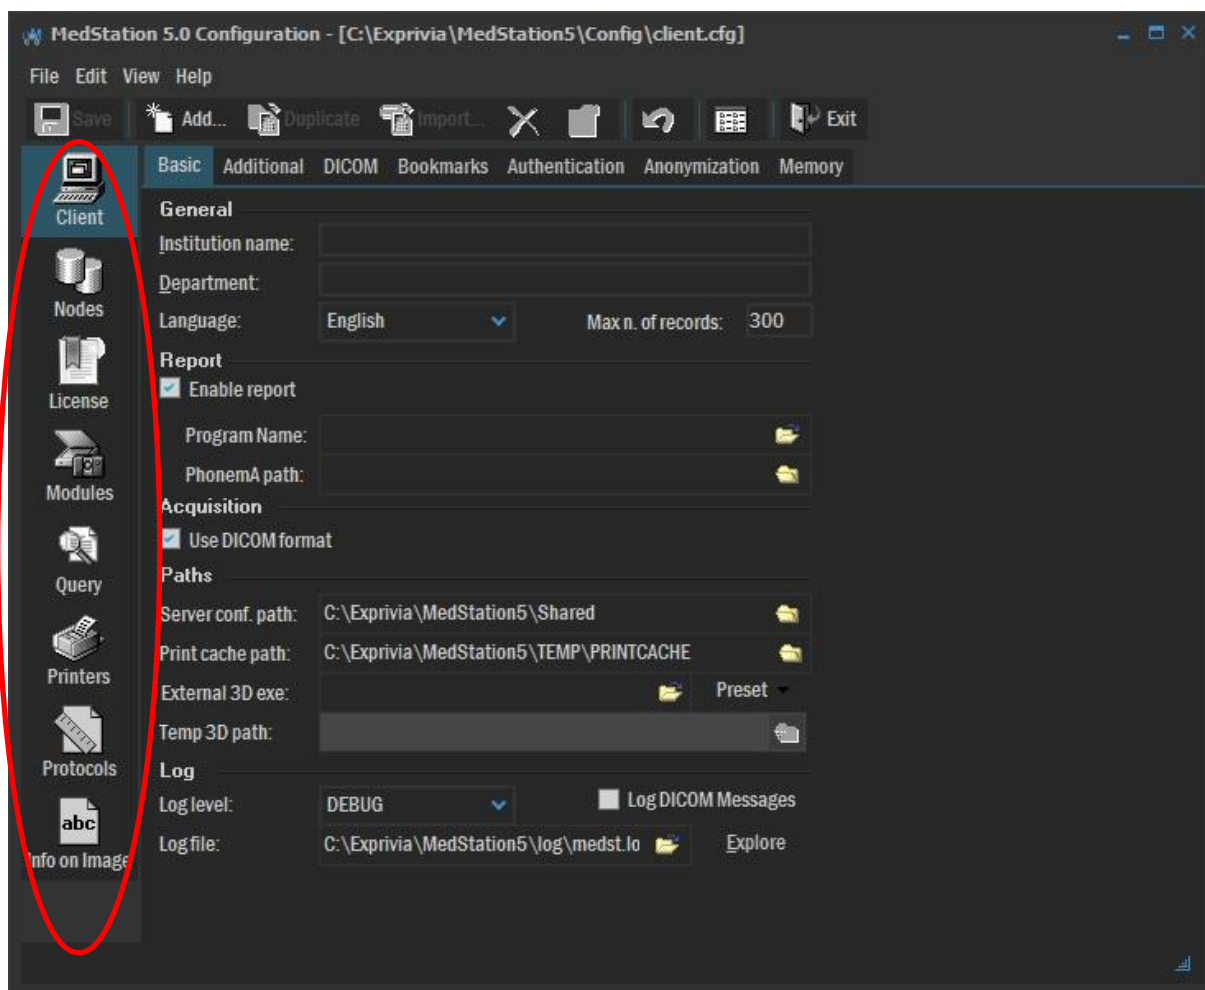 MedStation 5.0 Configuration - [C:\Exprivia\MedStation5\Config\client.cfg]
File Edit View Help
Save Add... Duplicate Import... Exit
Basic Additional DICOM Bookmarks Authentication Anonymization Memory
Client
General
Institution name:
Department:
Nodes
Language: English Max n. of records: 300
Report
Enable report
License
Program Name:
PhonemA path:
Modules
Acquisition
Use DICOM format
Paths
Query
Server conf. path: C:\Exprivia\MedStation5\Shared
Print cache path: C:\Exprivia\MedStation5\TEMP\PRINTCACHE
Printers
External 3D exe: Preset
Temp 3D path:
Protocols
Log
Log level: DEBUG Log DICOM Messages
abc
Log file: C:\Exprivia\MedStation5\log\medst.lo Explore
Info on Image